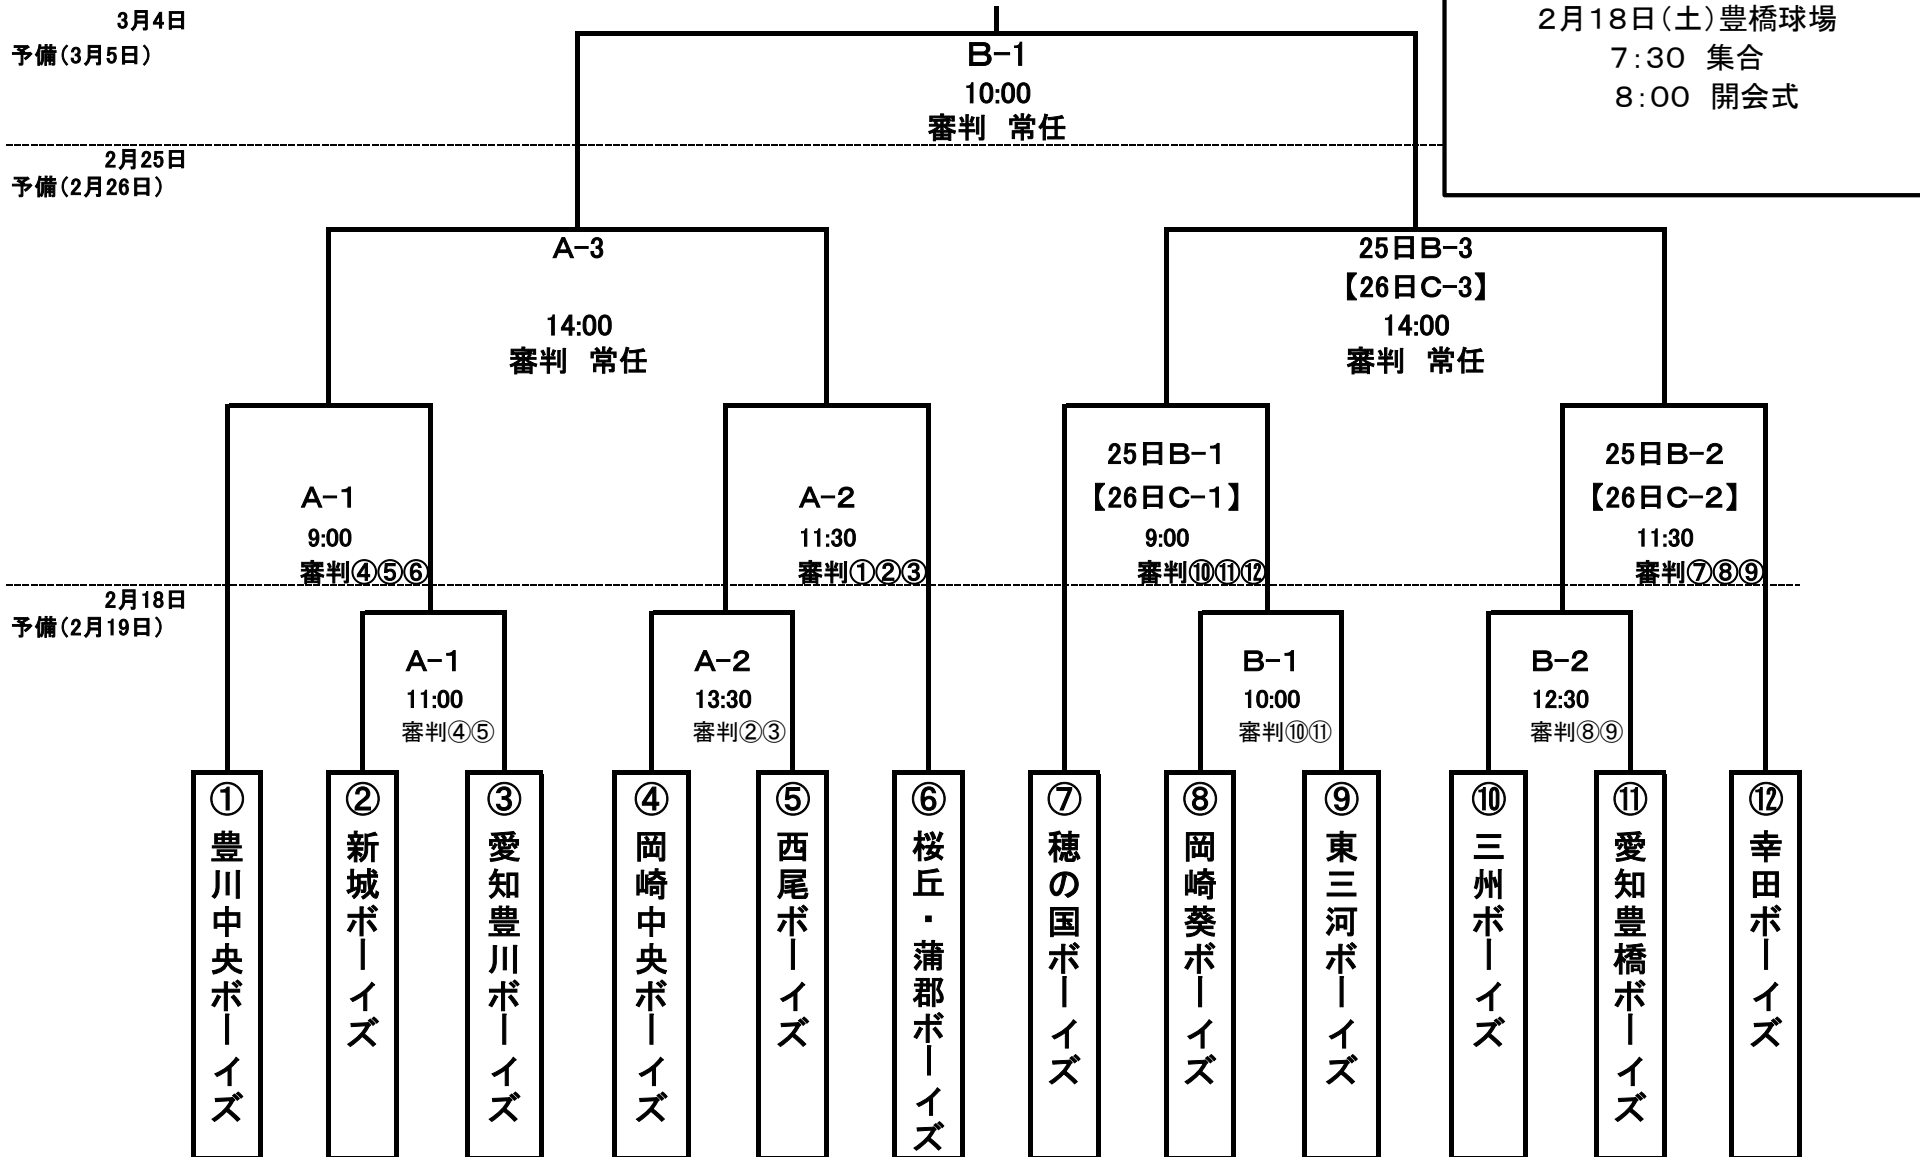 3月4日
予備(3月5日)
2月18日(土)豊橋球場
7:30 集合
8:00 開会式
B-1
10:00
審判 常任
2月25日
予備(2月26日)
A-3
14:00
審判 常任
25日B-3
【26日C-3】
14:00
審判 常任
A-1
9:00
審判④⑤⑥
A-2
11:30
審判①②③
25日B-1
【26日C-1】
9:00
審判⑩⑪⑫
25日B-2
【26日C-2】
11:30
審判⑦⑧⑨
2月18日
予備(2月19日)
A-1
11:00
審判④⑤
A-2
13:30
審判②③
B-1
10:00
審判⑩⑪
B-2
12:30
審判⑧⑨
①豊川中央ボーイズ
②新城ボーイズ
③愛知豊川ボーイズ
④岡崎中央ボーイズ
⑤西尾ボーイズ
⑥桜丘・蒲郡ボーイズ
⑦穂の国ボーイズ
⑧岡崎葵ボーイズ
⑨東三河ボーイズ
⑩三州ボーイズ
⑪愛知豊橋ボーイズ
⑫幸田ボーイズ